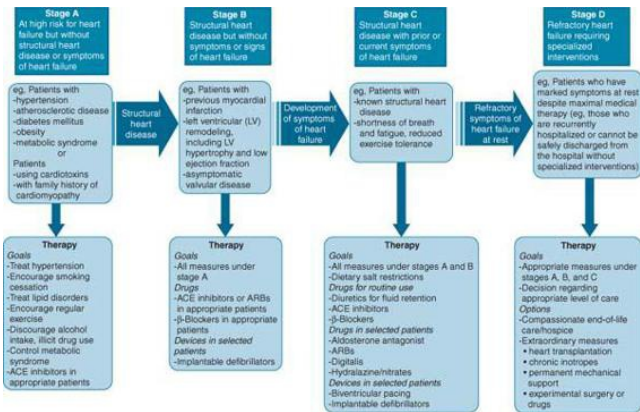 Stage A
At high risk for heart
failure but without
structural heart
disease or symptoms
of heart failure
Stage B
Structural heart
disease but without
symptoms or signs
of heart failure
Stage C
Structural heart
disease with prior or
current symptoms
of heart failure
Stage D
Refractory heart
failure requiring
specialized
interventions
eg, Patients with
-hypertension
-atherosclerotic disease
-diabetes mellitus
-obesity
-metabolic syndrome
or
Patients
-using cardiotoxins
-with family history of
cardiomyopathy
Structural
heart
disease
eg, Patients with
-previous myocardial
infarction
-left ventricular (LV)
remodeling,
including LV
hypertrophy and low
ejection fraction
-asymptomatic
valvular disease
Development
of symptoms
of heart
failure
eg, Patients with
-known structural heart
disease
-shortness of breath
and fatigue, reduced
exercise tolerance
Refractory
symptoms
of heart failure
at rest
eg, Patients who have
marked symptoms at rest
despite maximal medical
therapy (eg, those who
are recurrently
hospitalized or cannot be
safely discharged from
the hospital without
specialized interventions)
Therapy
Goals
-Treat hypertension
-Encourage smoking
cessation
-Treat lipid disorders
-Encourage regular
exercise
-Discourage alcohol
intake, illicit drug use
-Control metabolic
syndrome
-ACE inhibitors in
appropriate patients
Therapy
Goals
-All measures under
stage A
Drugs
-ACE inhibitors or ARBs
in appropriate patients
-β-Blockers in appropriate
patients
Devices in selected
patients
-Implantable defibrillators
Therapy
Goals
-All measures under stages A and B
-Dietary salt restrictions
Drugs for routine use
-Diuretics for fluid retention
-ACE inhibitors
-β-Blockers
Drugs in selected patients
-Aldosterone antagonist
-ARBs
-Digitalis
-Hydralazine/nitrates
Devices in selected patients
-Biventricular pacing
-Implantable defibrillators
Therapy
Goals
-Appropriate measures under
stages A, B, and C
-Decision regarding
appropriate level of care
Options
-Compassionate end-of-life
care/hospice
-Extraordinary measures
• heart transplantation
• chronic inotropes
• permanent mechanical
support
• experimental surgery or
drugs